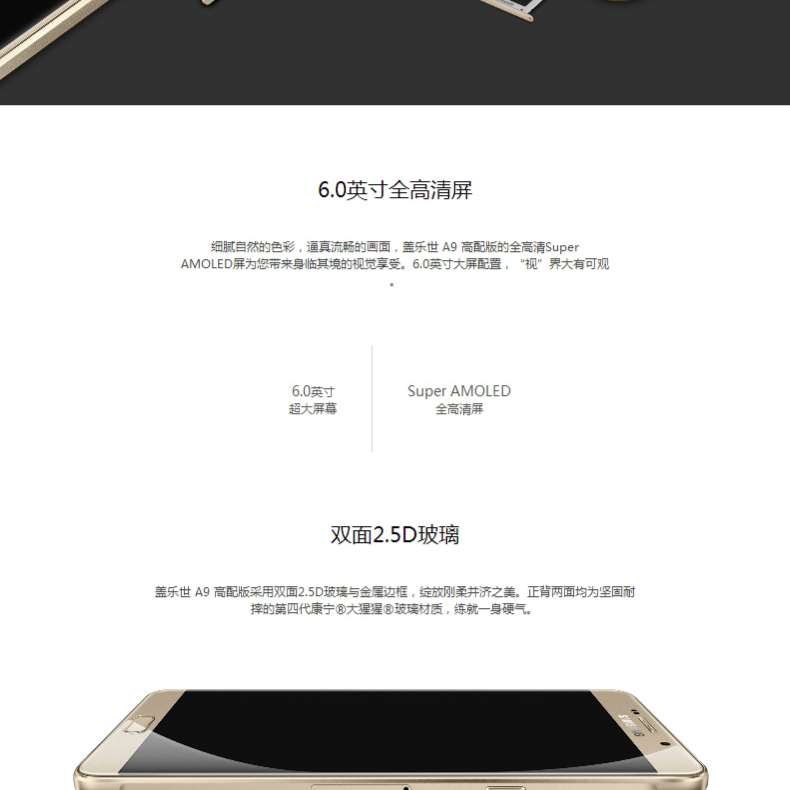 6.0英寸全高清屏
细腻自然的色彩，逼真流畅的画面，盖乐世 A9 高配版的全高清Super
AMOLED屏为您带来身临其境的视觉享受。6.0英寸大屏配置，“视”界大有可观
。
6.0英寸
超大屏幕
Super AMOLED
全高清屏
双面2.5D玻璃
盖乐世 A9 高配版采用双面2.5D玻璃与金属边框，绽放刚柔并济之美。正背两面均为坚固耐
摔的第四代康宁®大猩猩®玻璃材质，练就一身硬气。
SAMSUNG